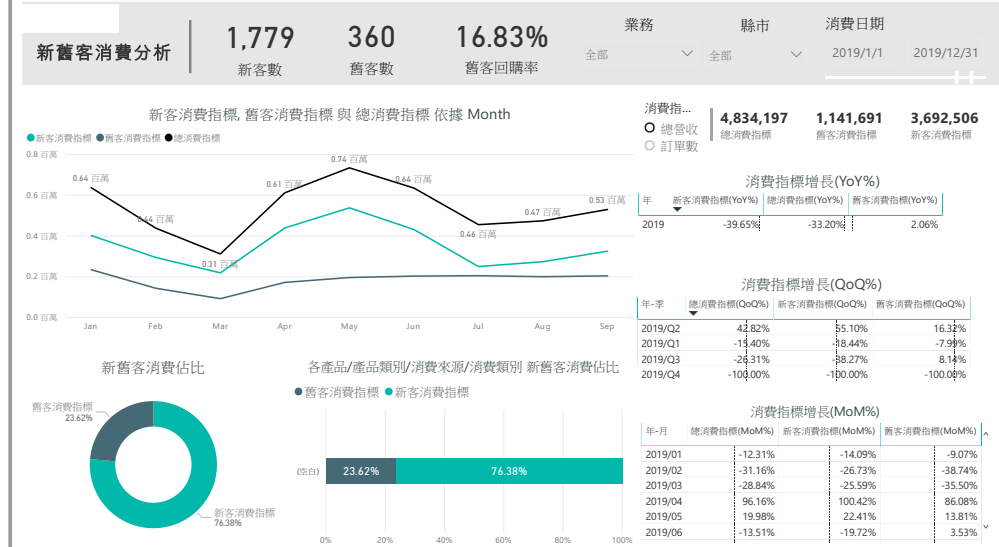 新舊客消費分析
1,779
新客數
360
舊客數
16.83%
舊客回購率
業務
全部
縣市
全部
消費日期
2019/1/1
2019/12/31
新客消費指標, 舊客消費指標 與 總消費指標 依據 Month
新客消費指標 舊客消費指標 總消費指標
0.8 百萬
0.6 百萬
0.4 百萬
0.2 百萬
0.0 百萬
0.64 百萬
0.44 百萬
0.31 百萬
0.61 百萬
0.74 百萬
0.64 百萬
0.46 百萬
0.47 百萬
0.53 百萬
Jan Feb Mar Apr May Jun Jul Aug Sep
消費指...
總營收
訂單數
4,834,197
總消費指標
1,141,691
舊客消費指標
3,692,506
新客消費指標
消費指標增長(YoY%)
年 新客消費指標(YoY%) 總消費指標(YoY%) 舊客消費指標(YoY%)
2019 -39.65% -33.20% 2.06%
消費指標增長(QoQ%)
年-季 總消費指標(QoQ%) 新客消費指標(QoQ%) 舊客消費指標(QoQ%)
2019/Q2 42.82% 55.10% 16.32%
2019/Q1 -15.40% -18.44% -7.99%
2019/Q3 -26.31% -38.27% 8.14%
2019/Q4 -100.00% -100.00% -100.00%
新舊客消費佔比
舊客消費指標
23.62%
新客消費指標
76.38%
各產品/產品類別/消費來源/消費類別 新舊客消費佔比
舊客消費指標 新客消費指標
(空白) 23.62% 76.38%
0% 20% 40% 60% 80% 100%
消費指標增長(MoM%)
年-月 總消費指標(MoM%) 新客消費指標(MoM%) 舊客消費指標(MoM%)
2019/01 -12.31% -14.09% -9.07%
2019/02 -31.16% -26.73% -38.74%
2019/03 -28.84% -25.59% -35.50%
2019/04 96.16% 100.42% 86.08%
2019/05 19.98% 22.41% 13.81%
2019/06 -13.51% -19.72% 3.53%